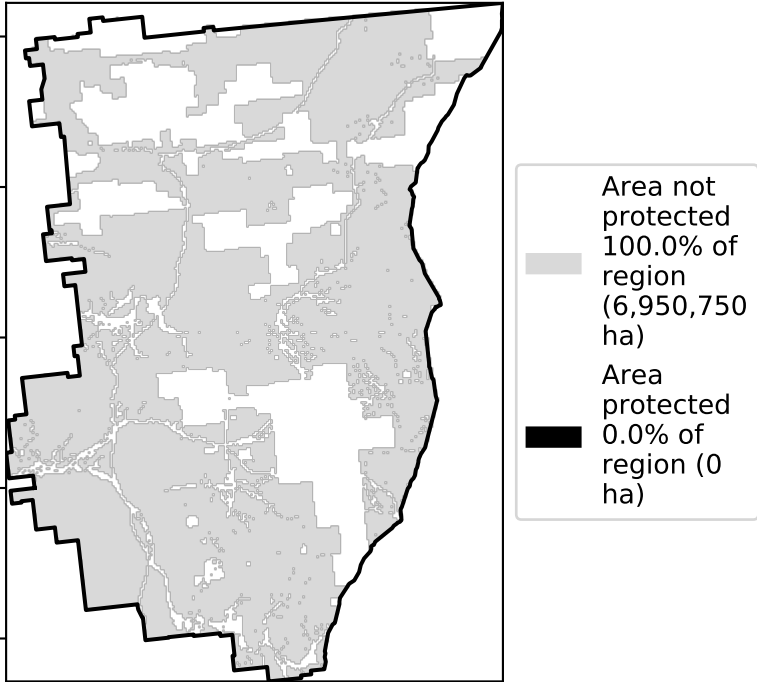 Area not
protected
100.0% of
region
(6,950,750
ha)
Area
protected
0.0% of
region (0
ha)